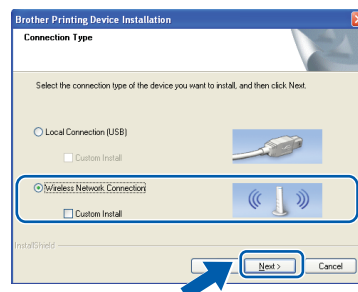 Brother Printing Device Installation
Connection Type
Select the connection type of the device you want to install, and then click Next.
Local Connection (USB)
Custom Install
Wireless Network Connection
Custom Install
InstallShield
Next >
Cancel